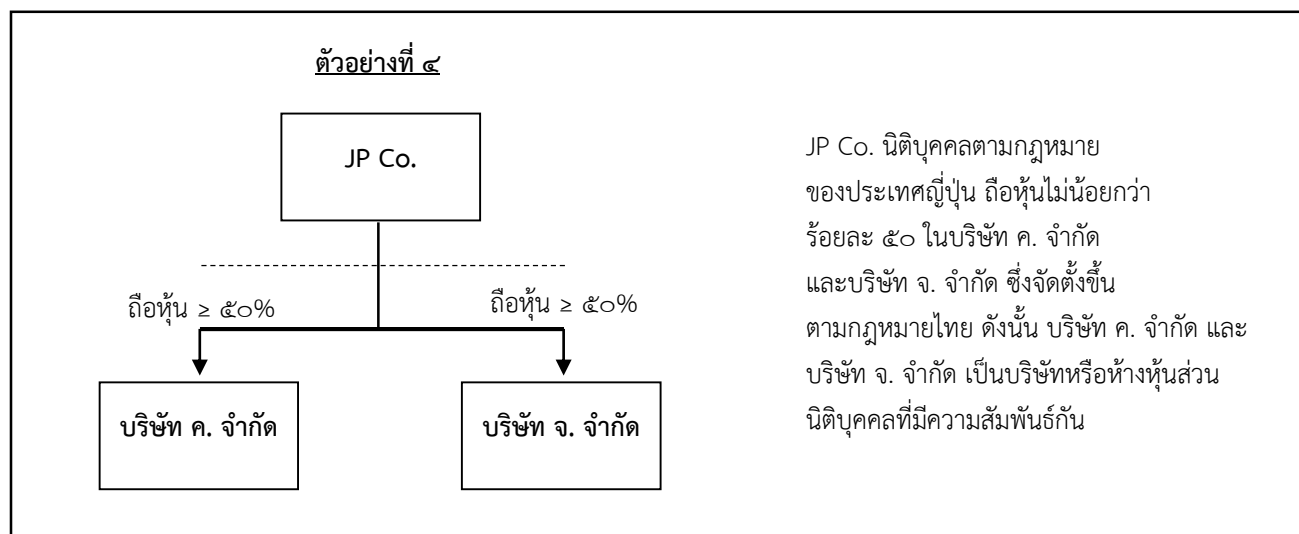 ตัวอย่างที่ ๔
JP Co.
ถือหุ้น ≥ ๕๐%
ถือหุ้น ≥ ๕๐%
บริษัท ค. จำกัด
บริษัท จ. จำกัด
JP Co. นิติบุคคลตามกฎหมาย
ของประเทศญี่ปุ่น ถือหุ้นไม่น้อยกว่า
ร้อยละ ๕๐ ในบริษัท ค. จำกัด
และบริษัท จ. จำกัด ซึ่งจัดตั้งขึ้น
ตามกฎหมายไทย ดังนั้น บริษัท ค. จำกัด และ
บริษัท จ. จำกัด เป็นบริษัทหรือห้างหุ้นส่วน
นิติบุคคลที่มีความสัมพันธ์กัน